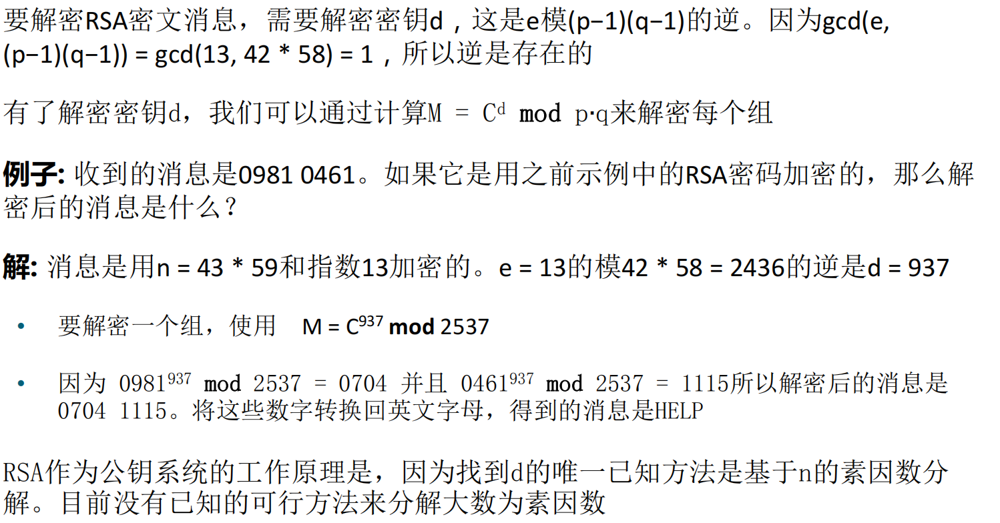 要解密RSA密文消息，需要解密密钥d，这是e模(p−1)(q−1)的逆。因为gcd(e,
(p−1)(q−1)) = gcd(13, 42 * 58) = 1，所以逆是存在的
有了解密密钥d，我们可以通过计算M = Cᵈ mod p∙q来解密每个组
例子: 收到的消息是0981 0461。如果它是用之前示例中的RSA密码加密的，那么解
密后的消息是什么？
解: 消息是用n = 43 * 59和指数13加密的。e = 13的模42 * 58 = 2436的逆是d = 937
• 要解密一个组，使用 M = C⁹³⁷ mod 2537
• 因为 0981⁹³⁷ mod 2537 = 0704 并且 0461⁹³⁷ mod 2537 = 1115所以解密后的消息是
0704 1115。将这些数字转换回英文字母，得到的消息是HELP
RSA作为公钥系统的工作原理是，因为找到d的唯一已知方法是基于n的素因数分
解。目前没有已知的可行方法来分解大数为素因数